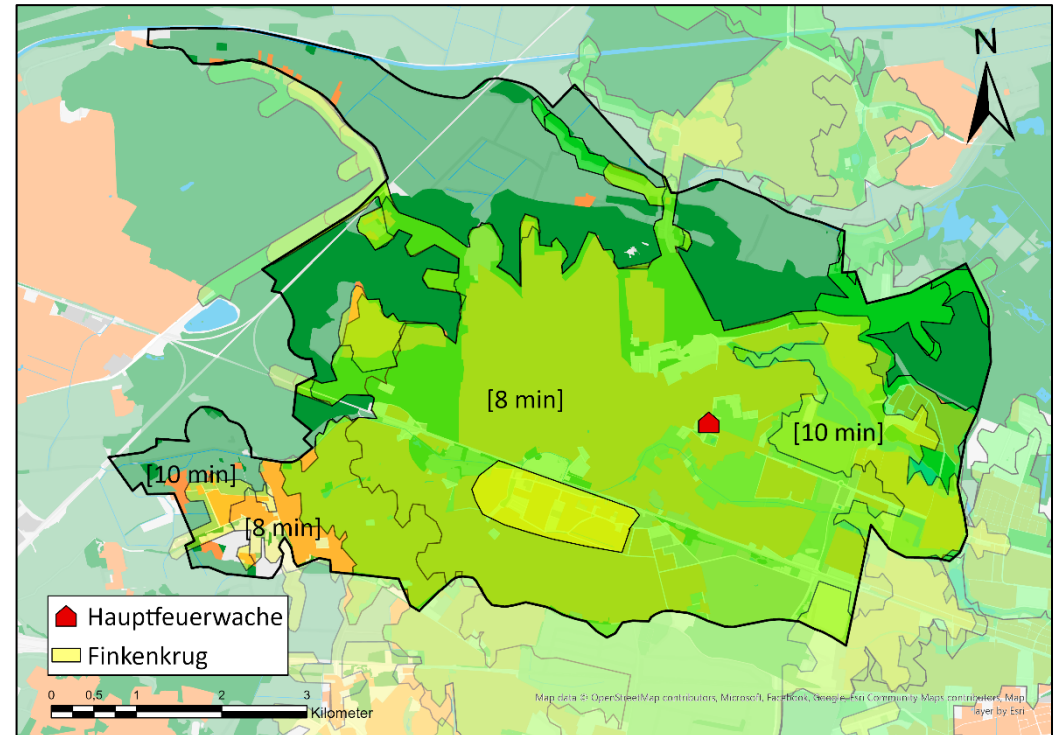 N
[8 min]
[10 min]
[10 min]
[8 min]
Hauptfeuerwache
Finkenkrug
0 0,5 1 2 3
Kilometer
Map data © OpenStreetMap contributors, Microsoft, Facebook, Google, Esri Community Maps contributors, Map
layer by Esri